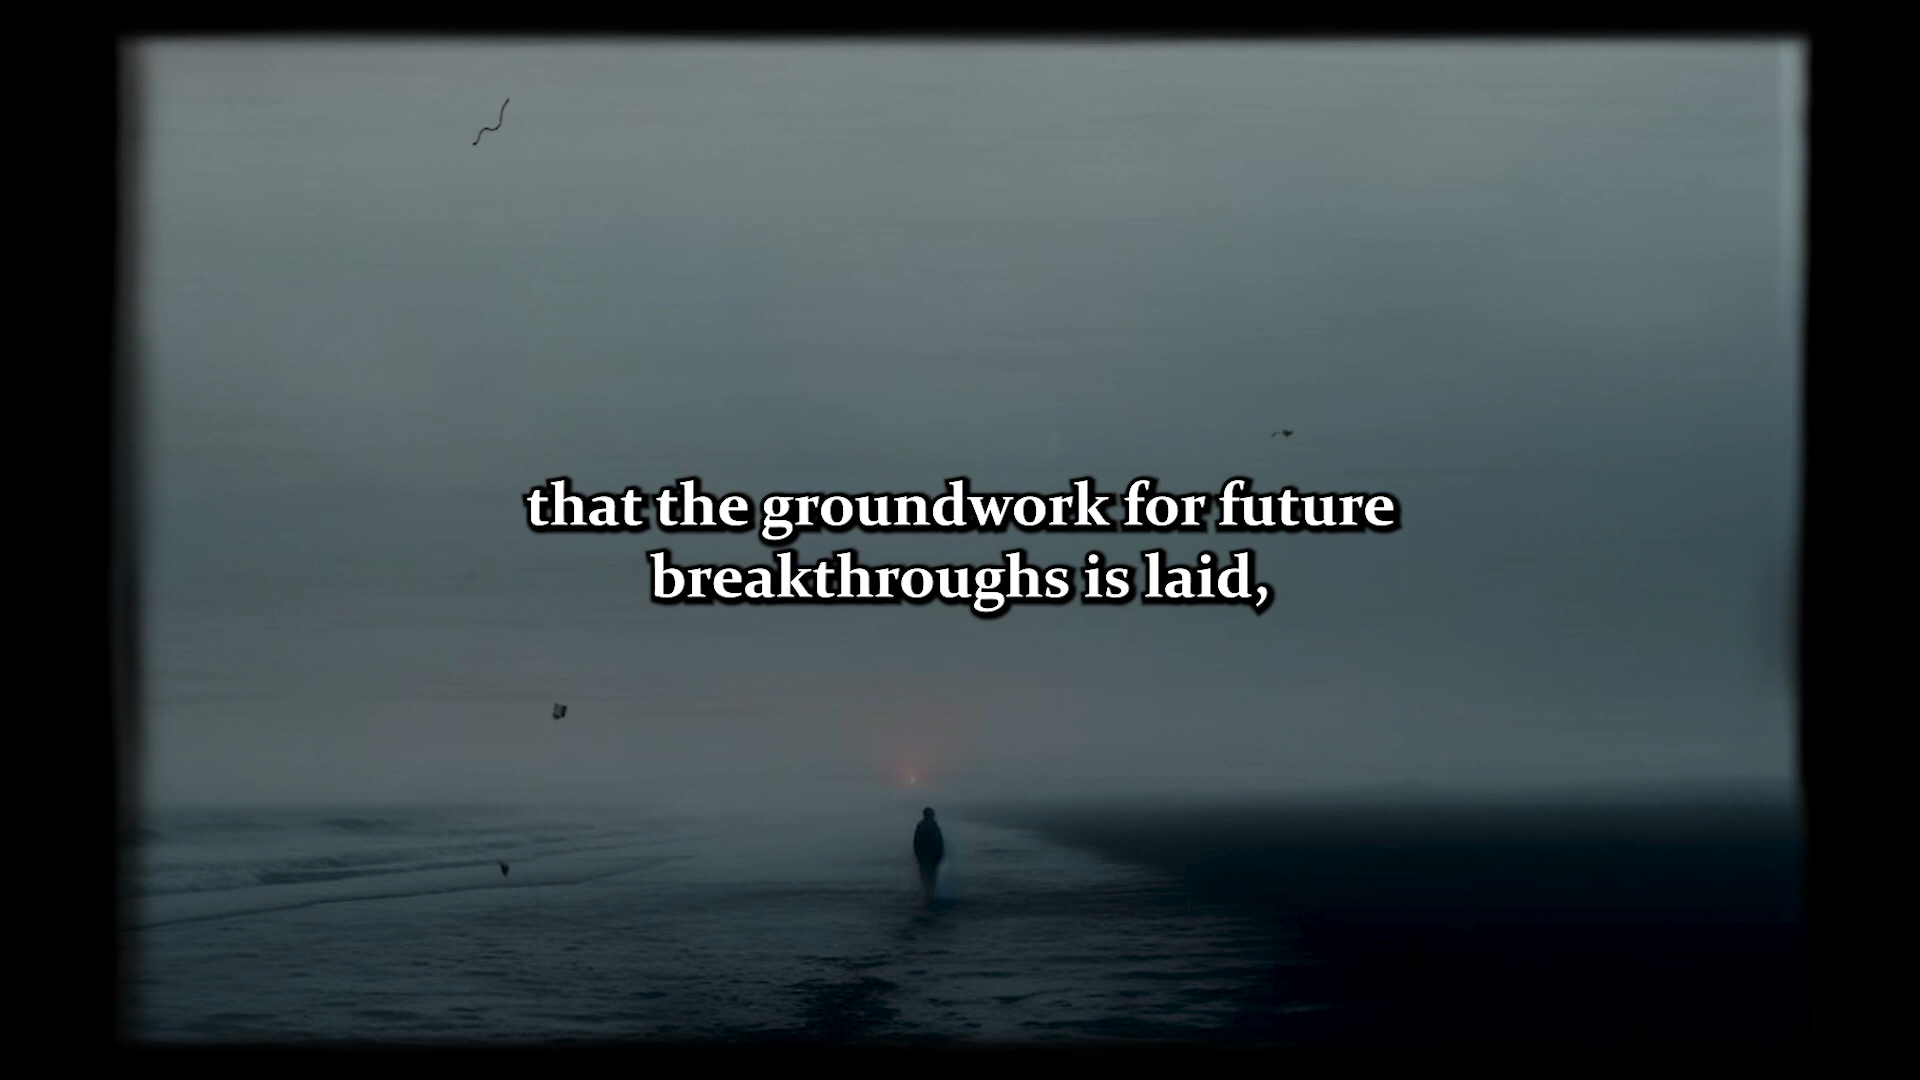 that the groundwork for future
breakthroughs is laid,